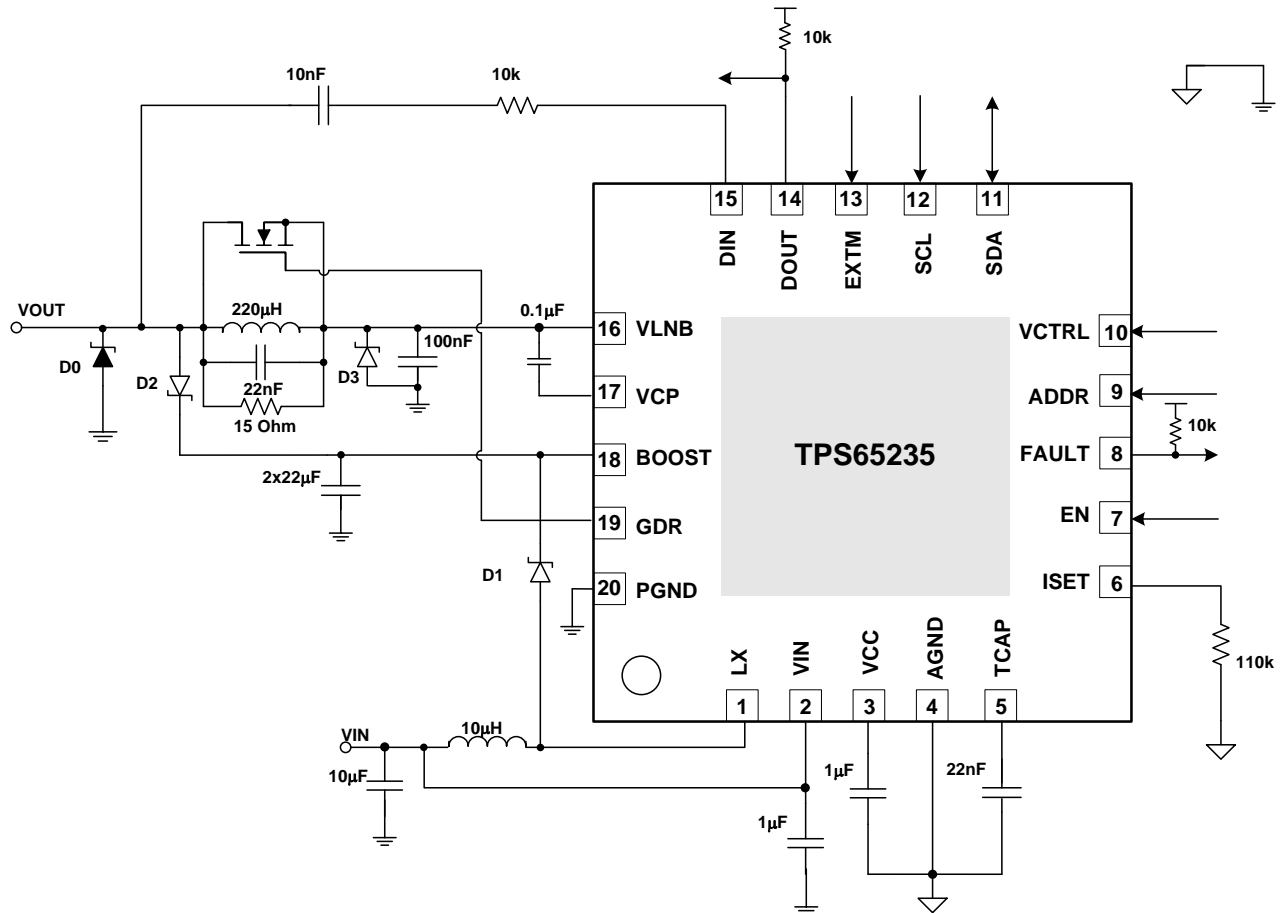 10k
10nF
10k
15
14
13
12
11
DIN
DOUT
EXTM
SCL
SDA
VOUT
220μH
0.1μF
16 VLNB
VCTRL 10
D0
D2
D3
100nF
22nF
15 Ohm
17 VCP
ADDR 9
10k
2x22μF
18 BOOST
TPS65235
FAULT 8
19 GDR
EN 7
D1
20 PGND
ISET 6
110k
LX
VIN
VCC
AGND
TCAP
1
2
3
4
5
VIN
10μH
10μF
1μF
22nF
1μF